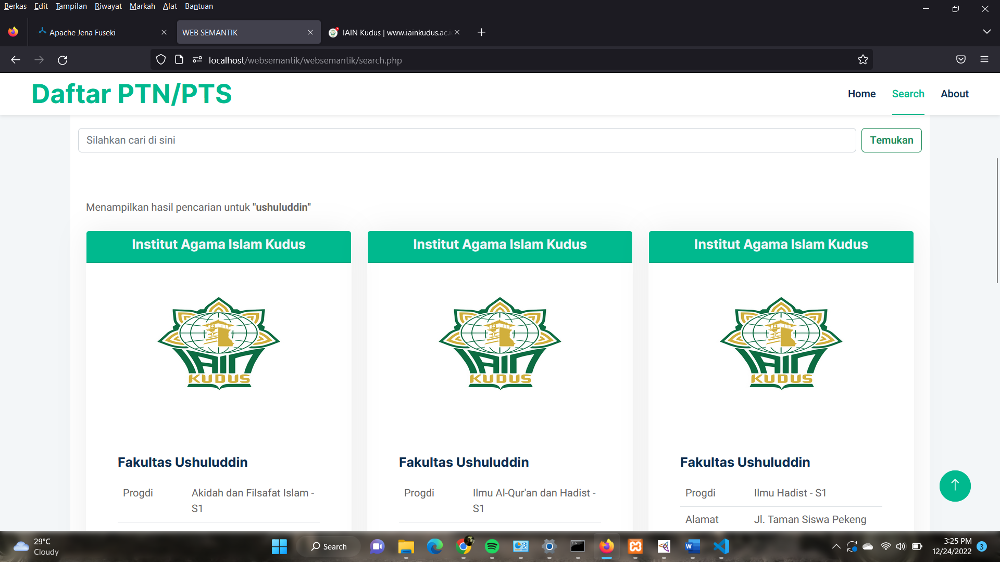 Berkas Edit Tampilan Riwayat Markah Alat Bantuan
Apache Jena Fuseki
WEB SEMANTIK
IAIN Kudus | www.iainkudus.ac.i
localhost/websemantik/websemantik/search.php
Daftar PTN/PTS
Home Search About
Silahkan cari di sini
Temukan
Menampilkan hasil pencarian untuk "ushuluddin"
Institut Agama Islam Kudus
IAIN
KUDUS
Fakultas Ushuluddin
Progdi Akidah dan Filsafat Islam -
S1
Institut Agama Islam Kudus
IAIN
KUDUS
Fakultas Ushuluddin
Progdi Ilmu Al-Qur'an dan Hadist -
S1
Institut Agama Islam Kudus
IAIN
KUDUS
Fakultas Ushuluddin
Progdi Ilmu Hadist - S1
Alamat Jl. Taman Siswa Pekeng
29°C
Cloudy
Search
3:25 PM
12/24/2022
3